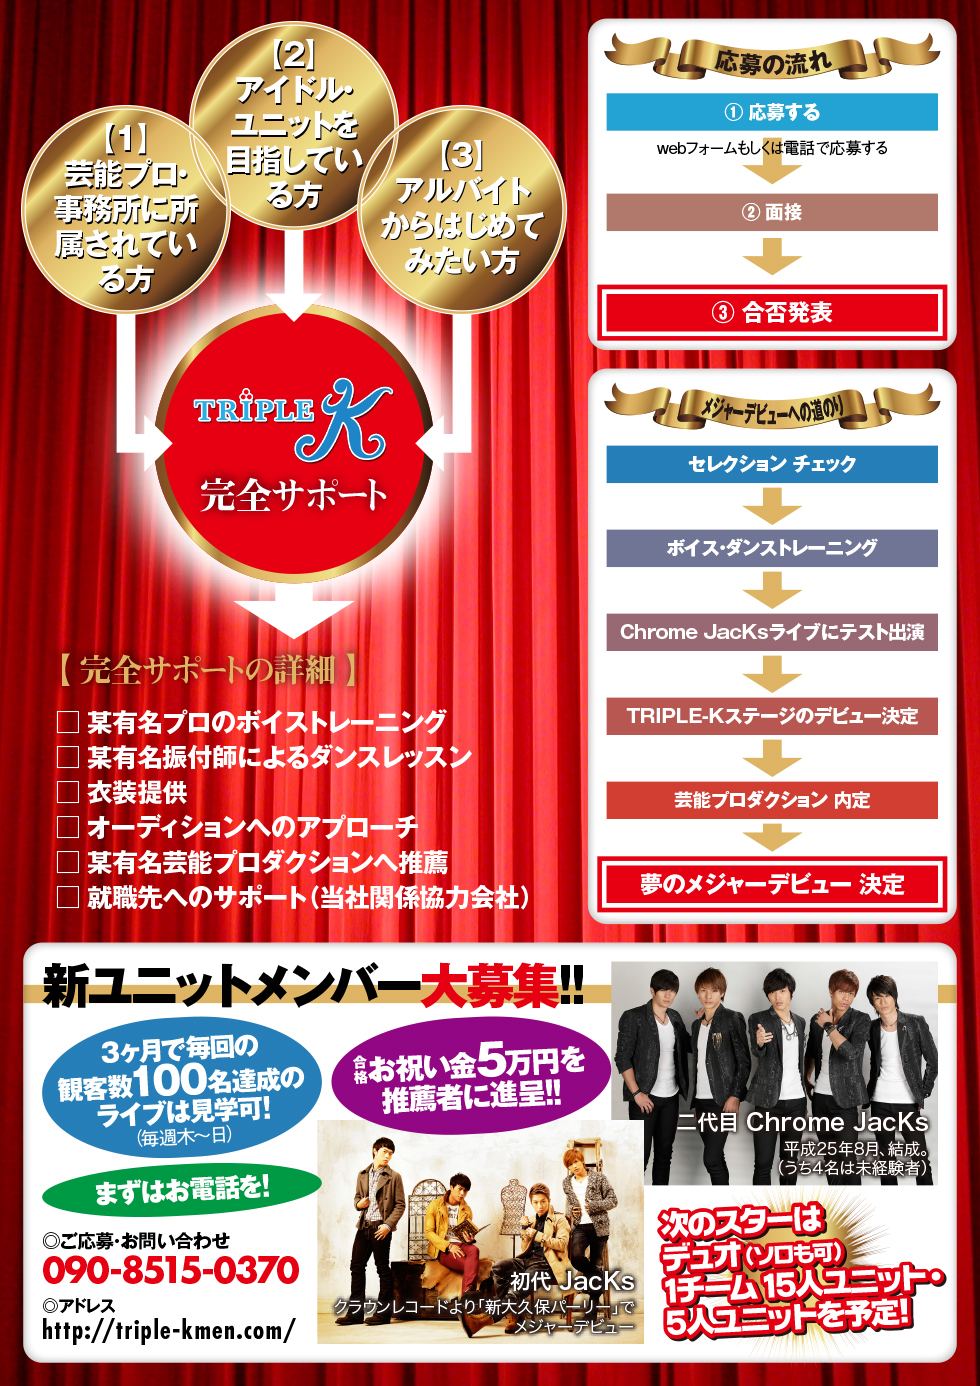 【1】
芸能プロ・
事務所に所
属されてい
る方
【2】
アイドル・
ユニットを
目指してい
る方
【3】
アルバイト
からはじめて
みたい方
TRIPLE K
完全サポート
【 完全サポートの詳細 】
□ 某有名プロのボイストレーニング
□ 某有名振付師によるダンスレッスン
□ 衣装提供
□ オーディションへのアプローチ
□ 某有名芸能プロダクションへ推薦
□ 就職先へのサポート（当社関係協力会社）
応募の流れ
① 応募する
webフォームもしくは電話で応募する
② 面接
③ 合否発表
メジャーデビューへの道のり
セレクション チェック
ボイス・ダンストレーニング
Chrome JacKsライブにテスト出演
TRIPLE-Kステージのデビュー決定
芸能プロダクション 内定
夢のメジャーデビュー 決定
新ユニットメンバー大募集!!
3ヶ月で毎回の
観客数100名達成の
ライブは見学可!
（毎週木～日）
合格お祝い金5万円を
推薦者に進呈!!
まずはお電話を!
◎ご応募・お問い合わせ
090-8515-0370
◎アドレス
http://triple-kmen.com/
初代 JacKs
クラウンレコードより「新大久保パーリー」で
メジャーデビュー
二代目 Chrome JacKs
平成25年8月、結成。
（うち4名は未経験者）
次のスターは
デュオ（ソロも可）
1チーム 15人ユニット・
5人ユニットを予定!